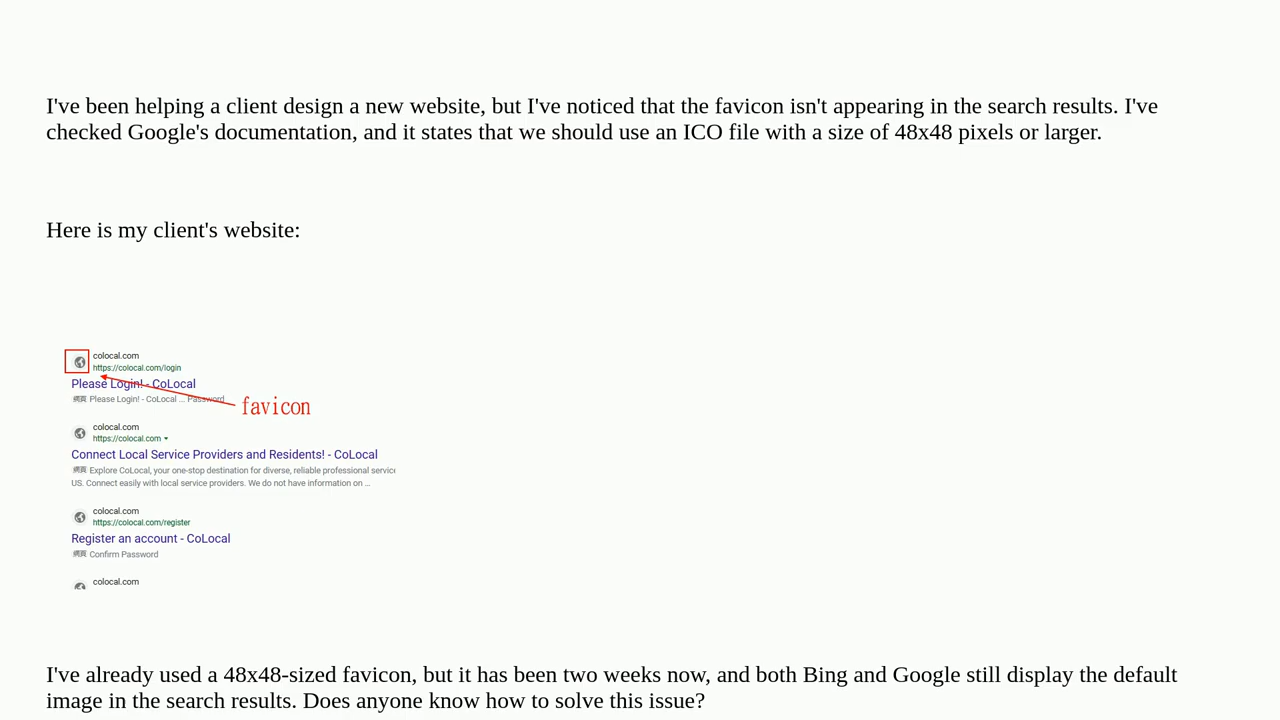 I've been helping a client design a new website, but I've noticed that the favicon isn't appearing in the search results. I've
checked Google's documentation, and it states that we should use an ICO file with a size of 48x48 pixels or larger.
Here is my client's website:
colocal.com
https://colocal.com/login
Please Login! - CoLocal
網頁 Please Login! - CoLocal ... Password
favicon
colocal.com
https://colocal.com
Connect Local Service Providers and Residents! - CoLocal
網頁 Explore CoLocal, your one-stop destination for diverse, reliable professional service
US. Connect easily with local service providers. We do not have information on ...
colocal.com
https://colocal.com/register
Register an account - CoLocal
網頁 Confirm Password
colocal.com
I've already used a 48x48-sized favicon, but it has been two weeks now, and both Bing and Google still display the default
image in the search results. Does anyone know how to solve this issue?